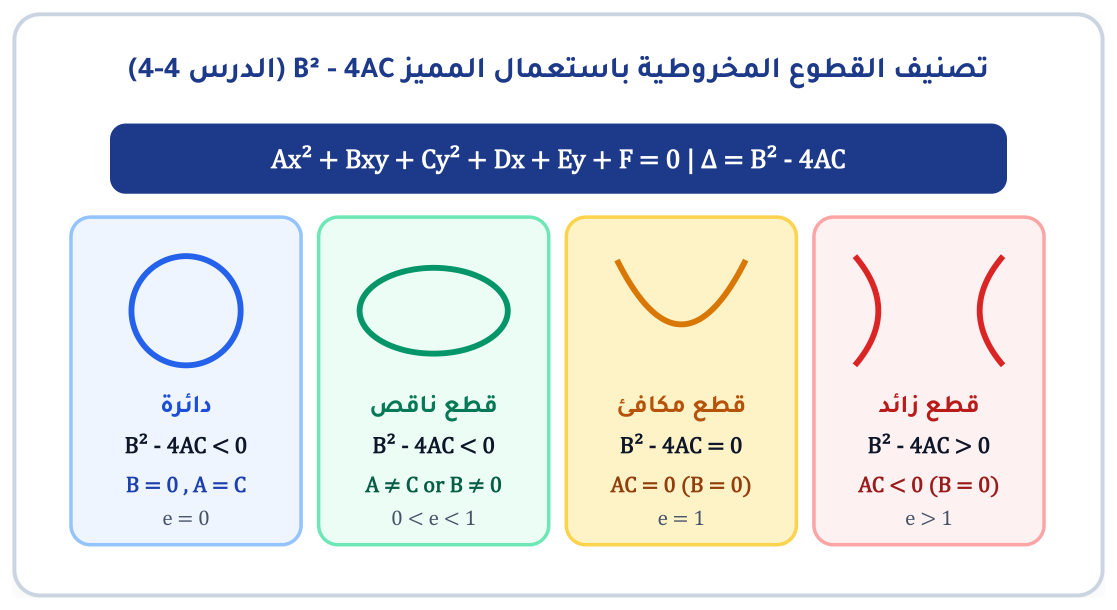 تصنيف القطوع المخروطية باستعمال المميز B² - 4AC (الدرس 4-4)
Ax² + Bxy + Cy² + Dx + Ey + F = 0 | Δ = B² - 4AC
دائرة
B² - 4AC < 0
B = 0 , A = C
e = 0
قطع ناقص
B² - 4AC < 0
A ≠ C or B ≠ 0
0 < e < 1
قطع مكافئ
B² - 4AC = 0
AC = 0 (B = 0)
e = 1
قطع زائد
B² - 4AC > 0
AC < 0 (B = 0)
e > 1